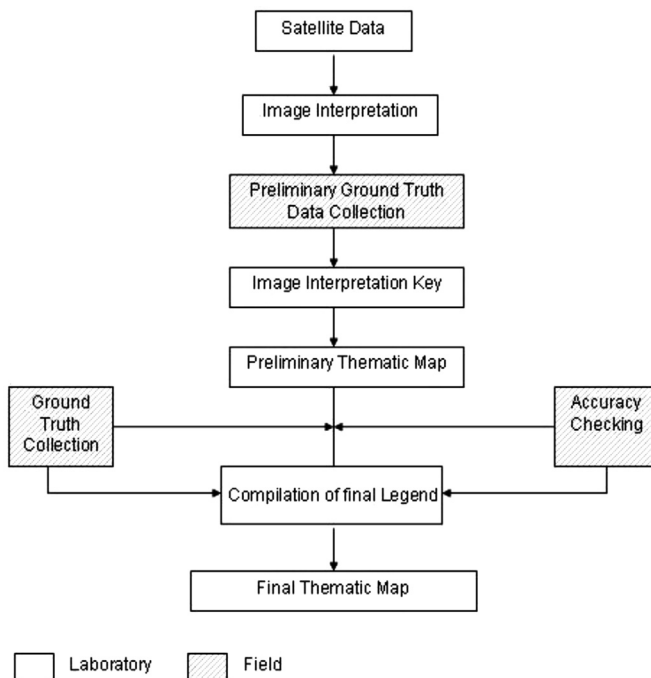 Satellite Data
Image Interpretation
Preliminary Ground Truth
Data Collection
Image Interpretation Key
Preliminary Thematic Map
Ground
Truth
Collection
Accuracy
Checking
Compilation of final Legend
Final Thematic Map
Laboratory
Field